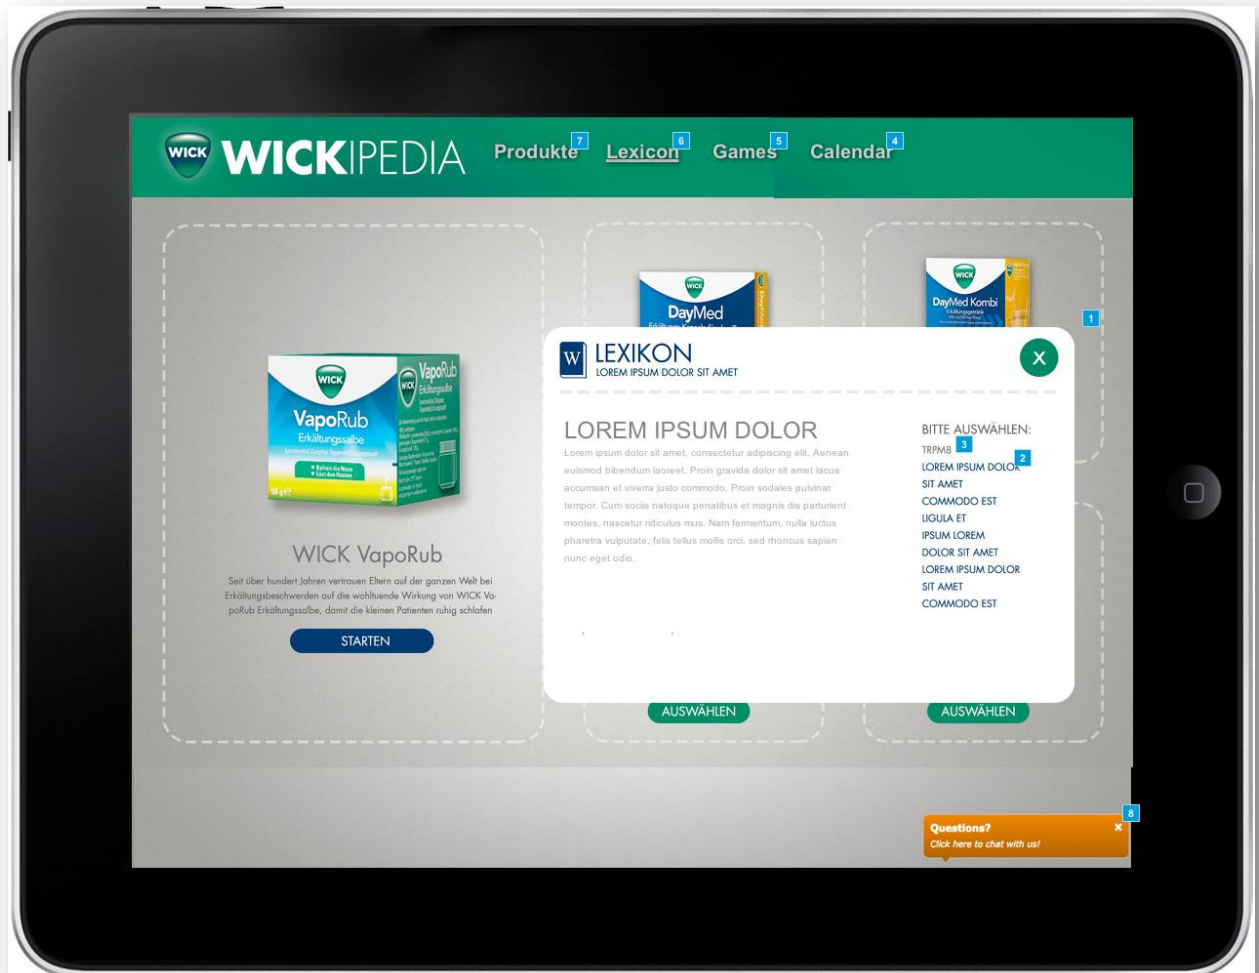 WICK WICKIPEDIA
Produkte 7 Lexicon 6 Games 5 Calendar 4
WICK
DayMed
WICK
DayMed Kombi
Erkältungsgetränk
1
W LEXIKON
LOREM IPSUM DOLOR SIT AMET
X
WICK
VapoRub
Erkältungssalbe
Befreit die Nase
Löst den Husten
50 g e
WICK
VapoRub
Erkältungssalbe
WICK VapoRub
Seit über hundert Jahren vertrauen Eltern auf der ganzen Welt bei
Erkältungsbeschwerden auf die wohltuende Wirkung von WICK Va-
poRub Erkältungssalbe, damit die kleinen Patienten ruhig schlafen
STARTEN
LOREM IPSUM DOLOR
Lorem ipsum dolor sit amet, consectetur adipiscing elit. Aenean
euismod bibendum laoreet. Proin gravida dolor sit amet lacus
accumsan et viverra justo commodo. Proin sodales pulvinar
tempor. Cum sociis natoque penatibus et magnis dis parturient
montes, nascetur ridiculus mus. Nam fermentum, nulla luctus
pharetra vulputate, felis tellus mollis orci, sed rhoncus sapien
nunc eget odio.
BITTE AUSWÄHLEN:
TRPM8 3
LOREM IPSUM DOLOR 2
SIT AMET
COMMODO EST
LIGULA ET
IPSUM LOREM
DOLOR SIT AMET
LOREM IPSUM DOLOR
SIT AMET
COMMODO EST
AUSWÄHLEN
AUSWÄHLEN
8
Questions? x
Click here to chat with us!